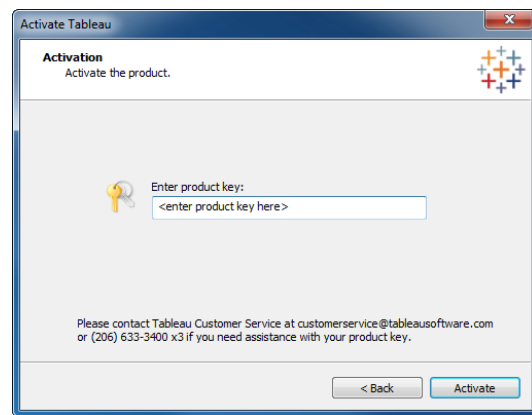 Activate Tableau
Activation
Activate the product.
Enter product key:
<enter product key here>
Please contact Tableau Customer Service at customerservice@tableausoftware.com
or (206) 633-3400 x3 if you need assistance with your product key.
< Back
Activate